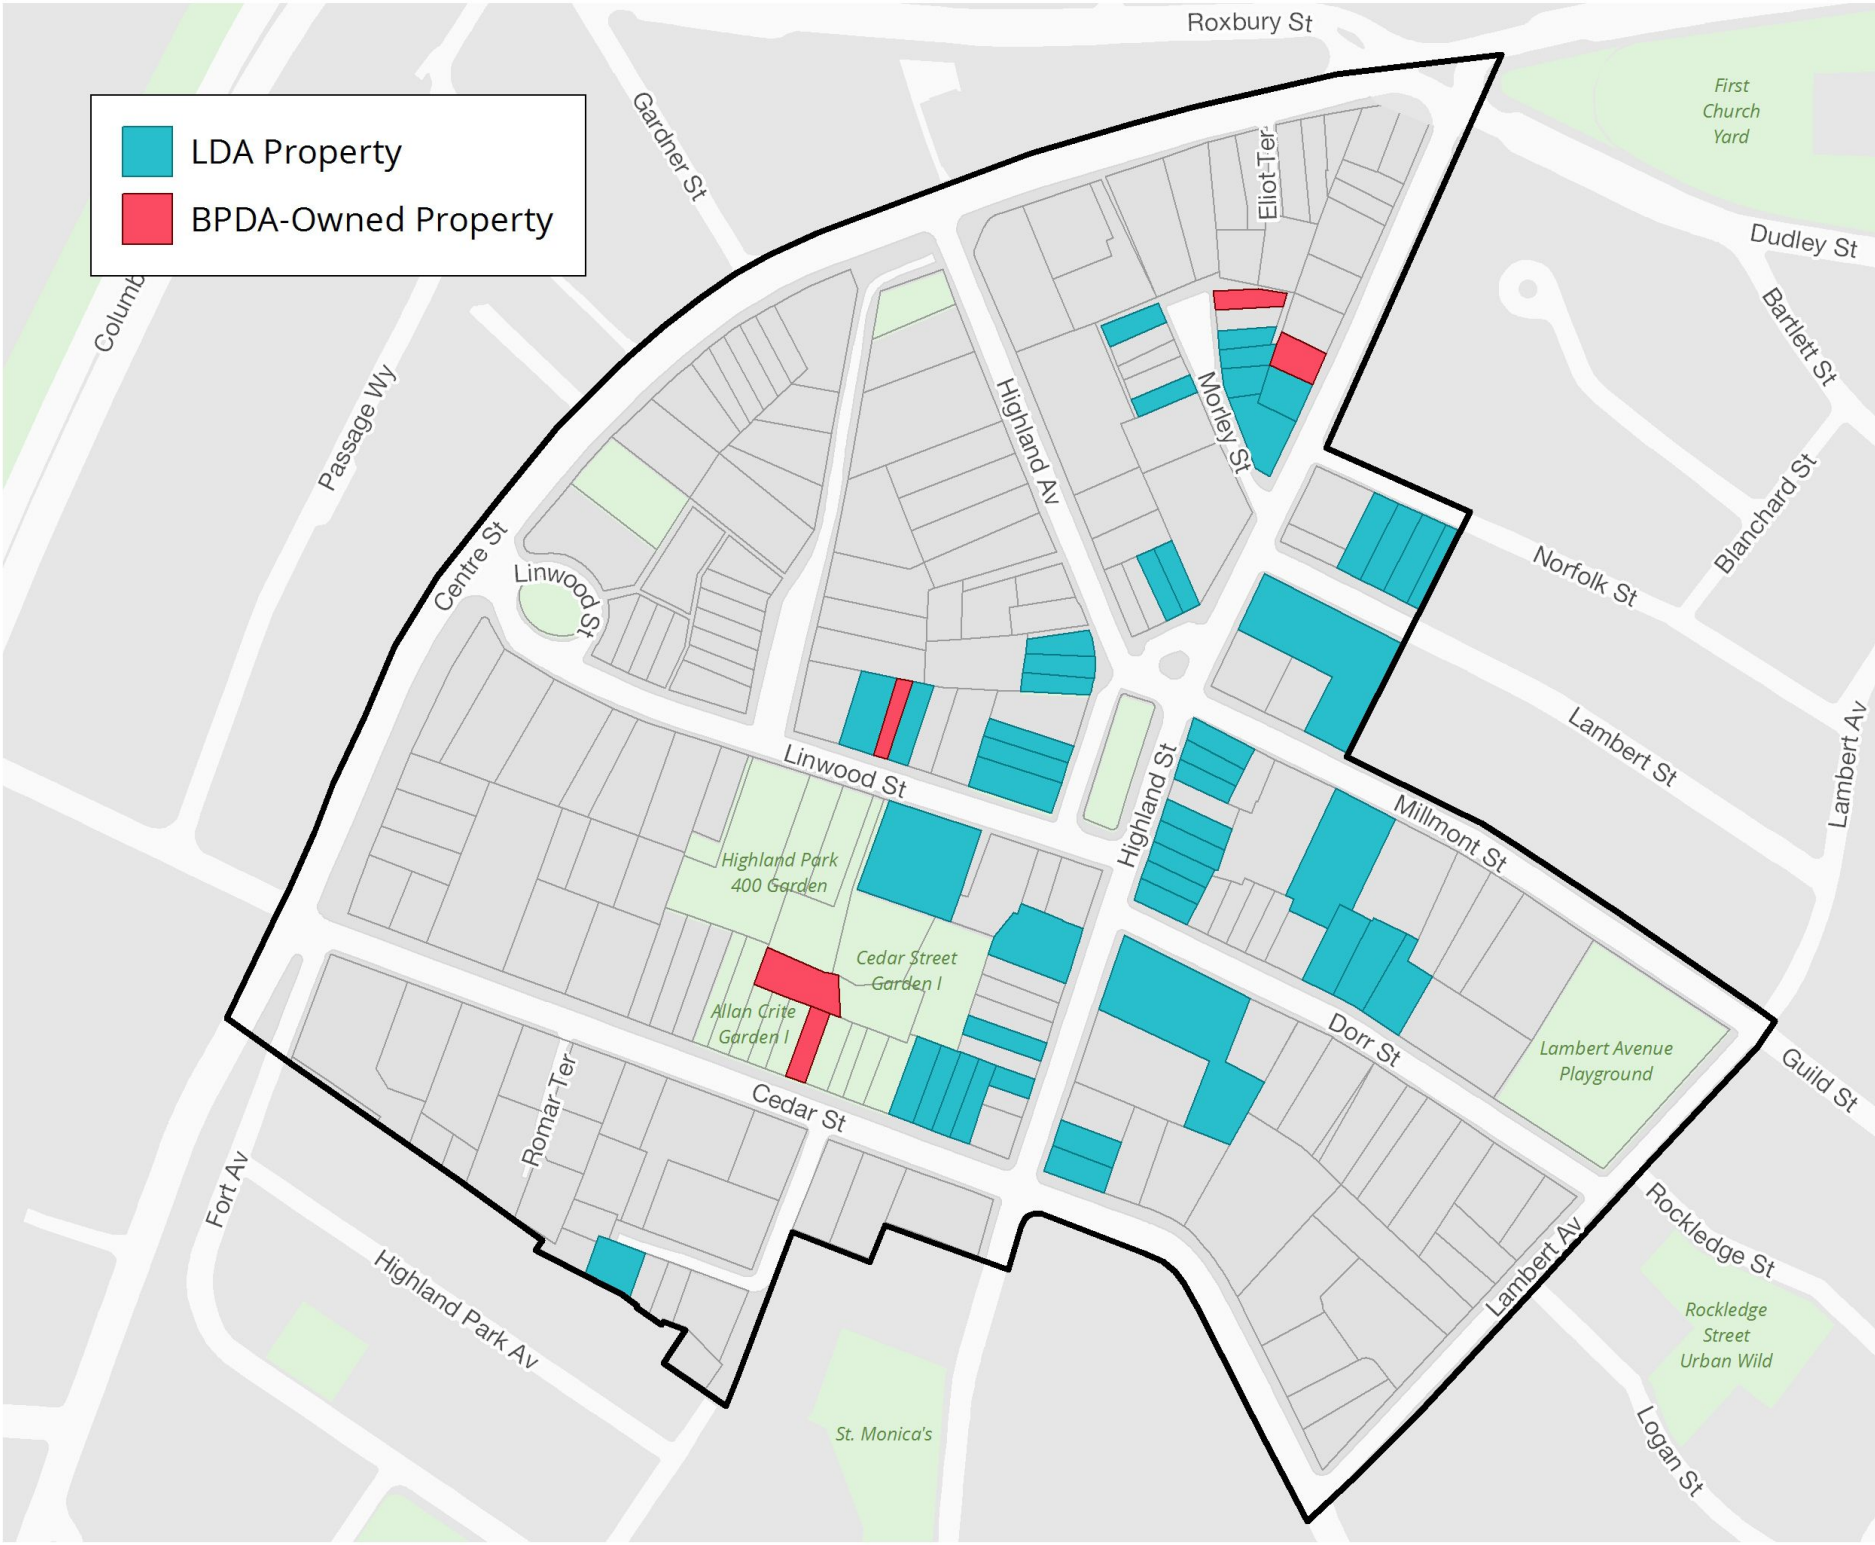 Roxbury St
First
Church
Yard
Gardner St
LDA Property
BPDA-Owned Property
Eliot Ter
Dudley St
Columb
Bartlett St
Passage Wy
Highland Av
Morley St
Blanchard St
Centre St
Linwood St
Norfolk St
Lambert St
Lambert Av
Linwood St
Highland St
Millmont St
Highland Park
400 Garden
Cedar Street
Garden I
Allan Crite
Garden I
Dorr St
Lambert Avenue
Playground
Guild St
Cedar St
Romar Ter
Fort Av
Rockledge St
Lambert Av
Highland Park Av
Rockledge
Street
Urban Wild
St. Monica's
Logan St